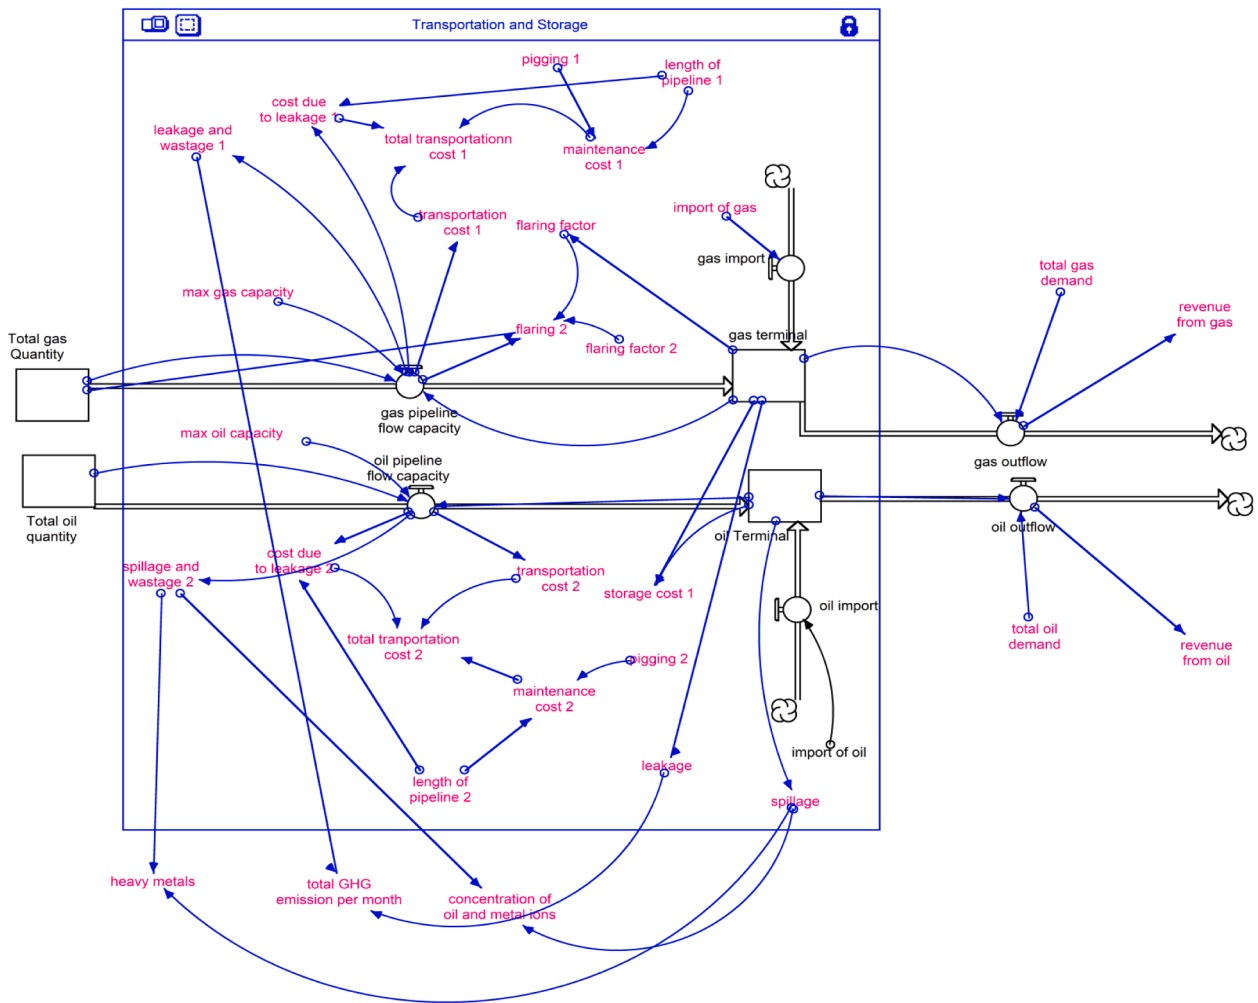 Transportation and Storage
pigging 1
length of
pipeline 1
cost due
to leakage 1
leakage and
wastage 1
total transportationn
cost 1
maintenance
cost 1
transportation
cost 1
flaring factor
import of gas
gas import
total gas
demand
max gas capacity
revenue
from gas
flaring 2
flaring factor 2
gas terminal
Total gas
Quantity
gas pipeline
flow capacity
max oil capacity
oil pipeline
flow capacity
gas outflow
Total oil
quantity
oil Terminal
oil outflow
cost due
to leakage 2
spillage and
wastage 2
transportation
cost 2
storage cost 1
oil import
total tranportation
cost 2
total oil
demand
revenue
from oil
pigging 2
maintenance
cost 2
import of oil
leakage
length of
pipeline 2
spillage
heavy metals
total GHG
emission per month
concentration of
oil and metal ions